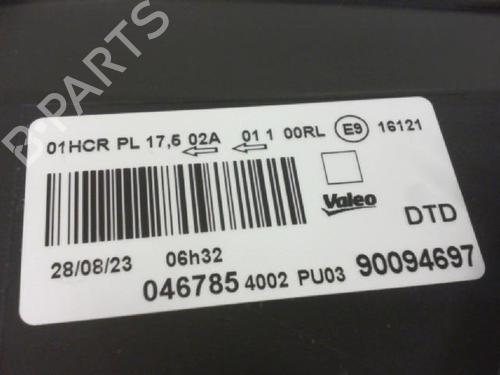 B-PARTS
01HCR PL 17,5 02A 01 1 00RL E9 16121
Valeo
DTD
28/08/23 06h32
046785 4002 PU03 90094697